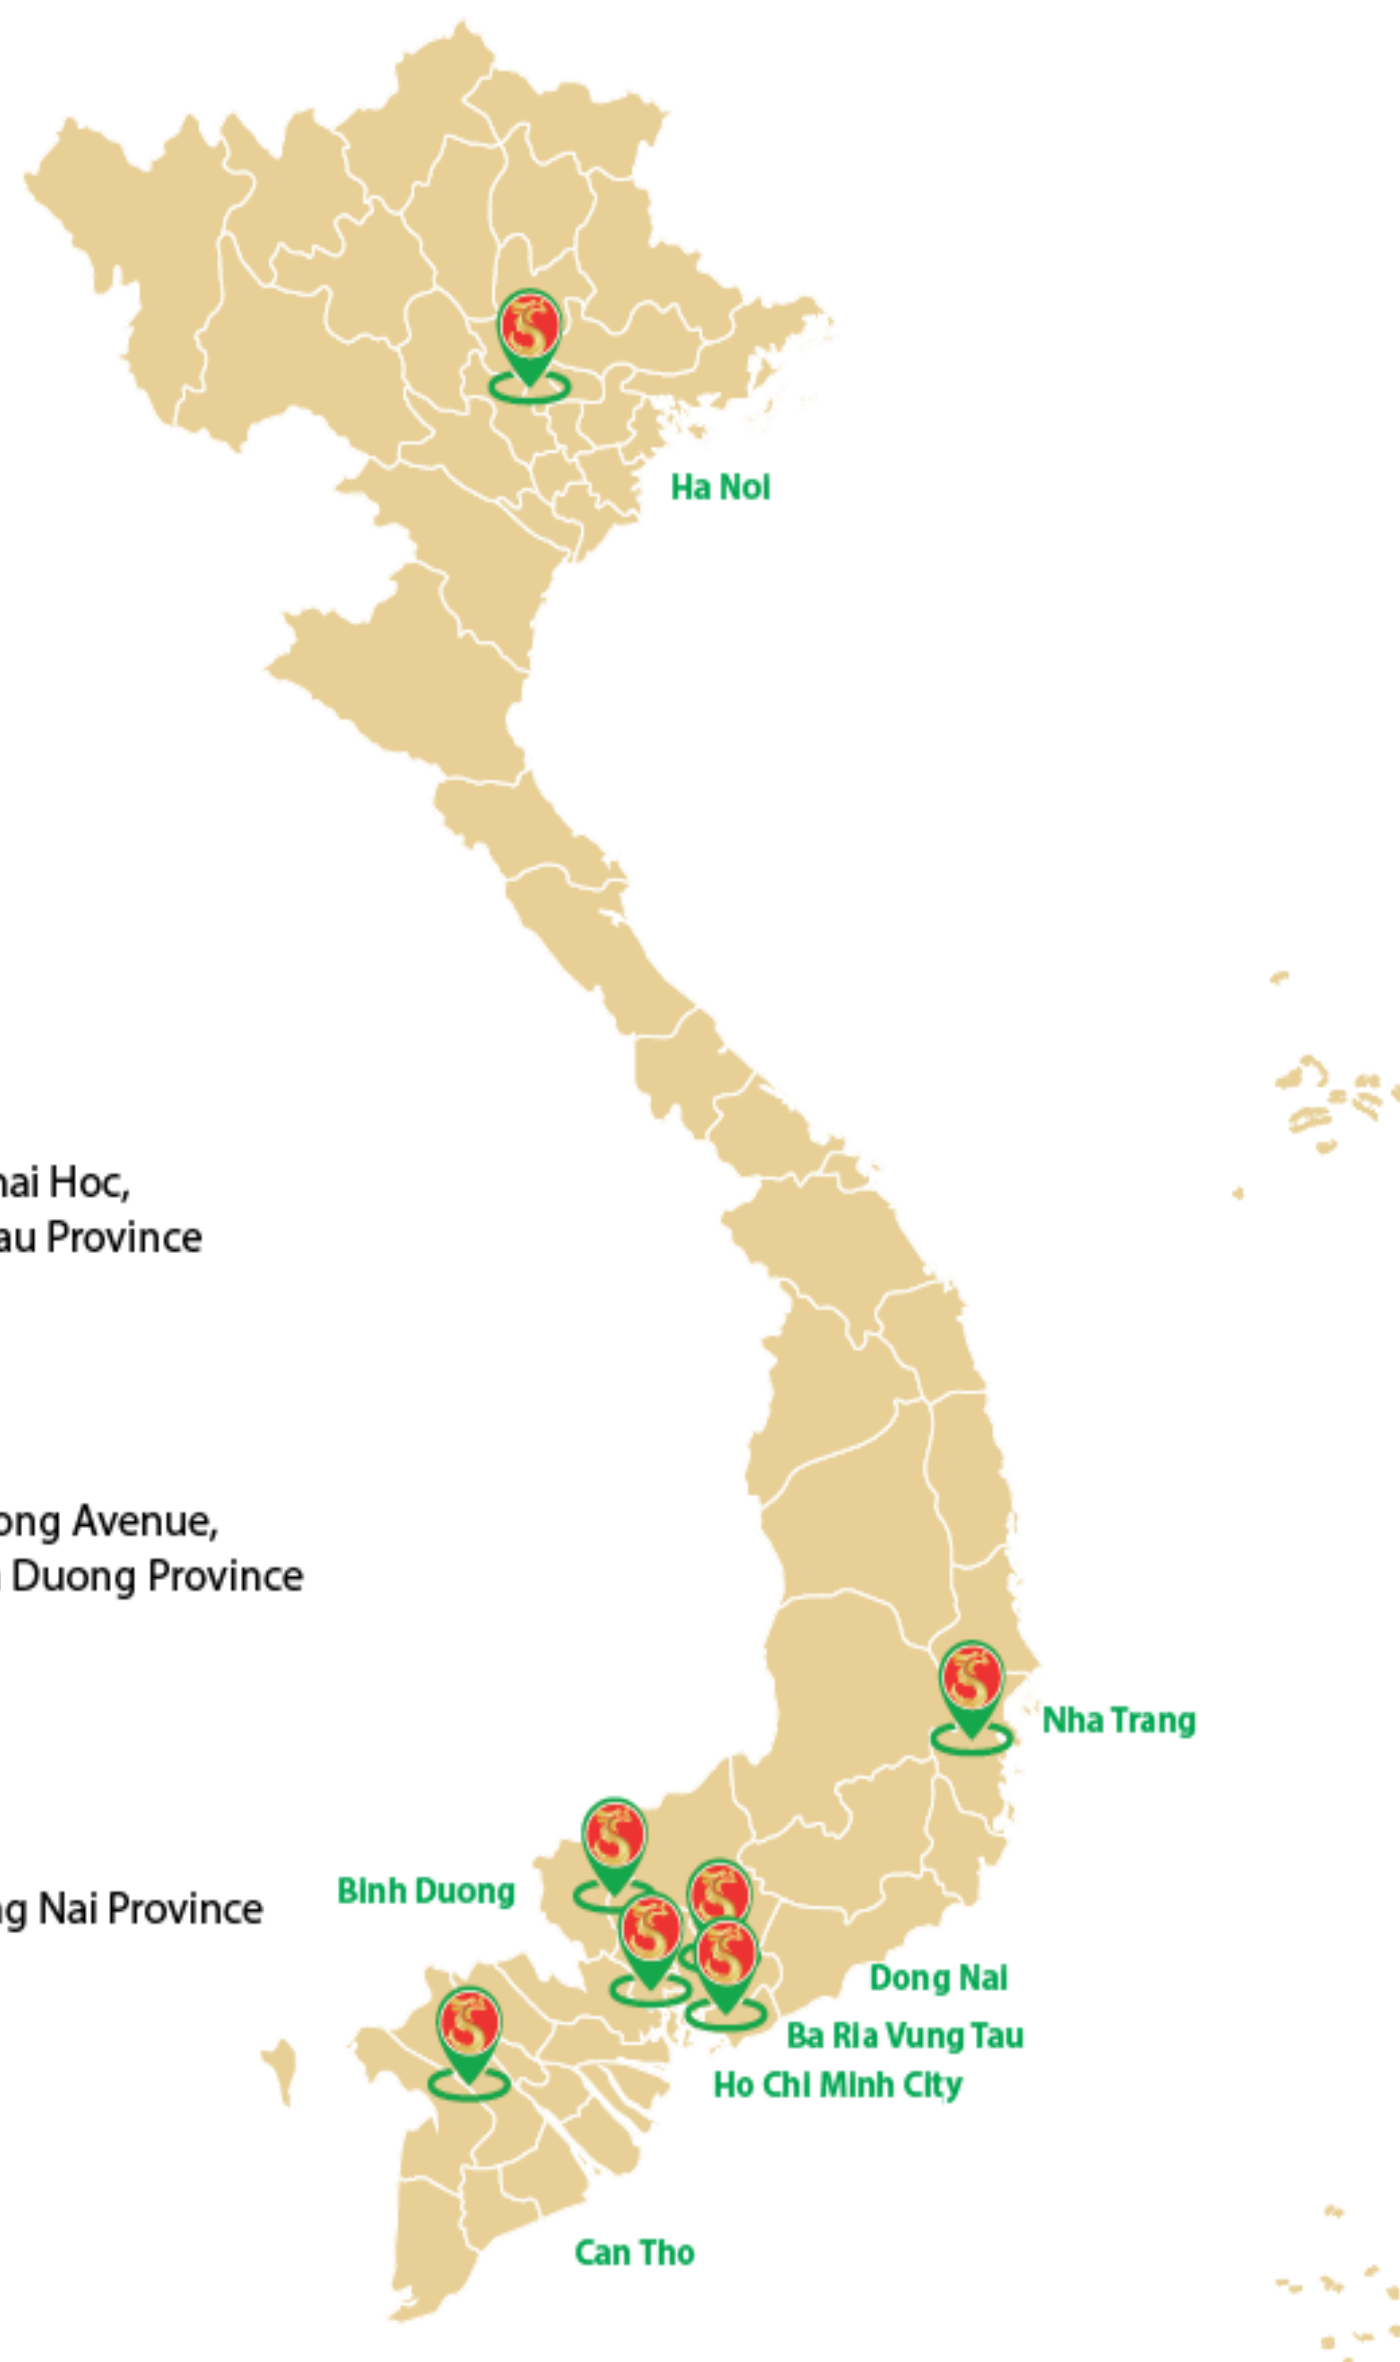 Ha Noi
hai Hoc,
au Province
ong Avenue,
Duong Province
Nha Trang
Binh Duong
g Nai Province
Dong Nai
Ba Ria Vung Tau
Ho Chi Minh City
Can Tho